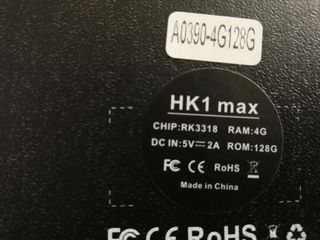 A0390-4G128G
HK1 max
CHIP:RK3318 RAM:4G
DC IN:5V⎓2A ROM:128G
FC CE RoHS
Made in China
FC CE RoHS